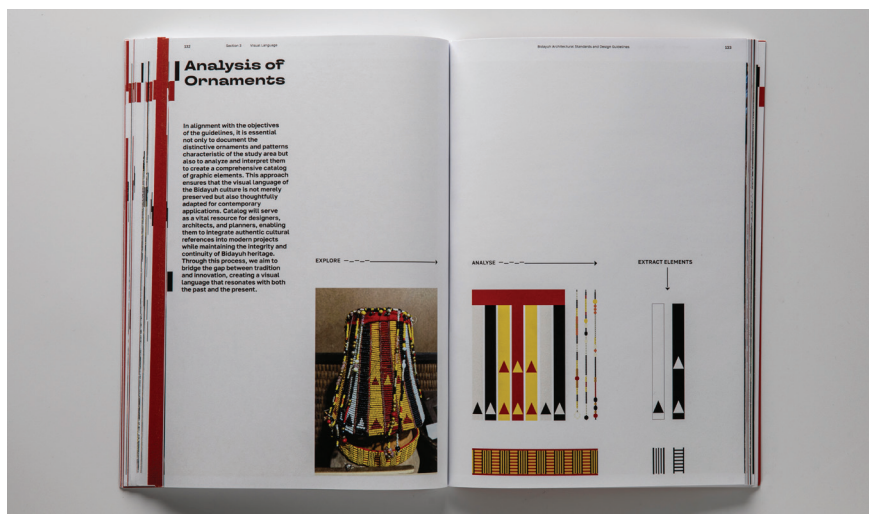 132
Section 3
Visual Language
Analysis of
Ornaments
In alignment with the objectives
of the guidelines, it is essential
not only to document the
distinctive ornaments and patterns
characteristic of the study area but
also to analyze and interpret them
to create a comprehensive catalog
of graphic elements. This approach
ensures that the visual language of
the Bidayuh culture is not merely
preserved but also thoughtfully
adapted for contemporary
applications. Catalog will serve
as a vital resource for designers,
architects, and planners, enabling
them to integrate authentic cultural
references into modern projects
while maintaining the integrity and
continuity of Bidayuh heritage.
Through this process, we aim to
bridge the gap between tradition
and innovation, creating a visual
language that resonates with both
the past and the present.
EXPLORE
Bidayuh Architecture: Standards and Design Guidelines
133
ANALYSE
EXTRACT ELEMENTS